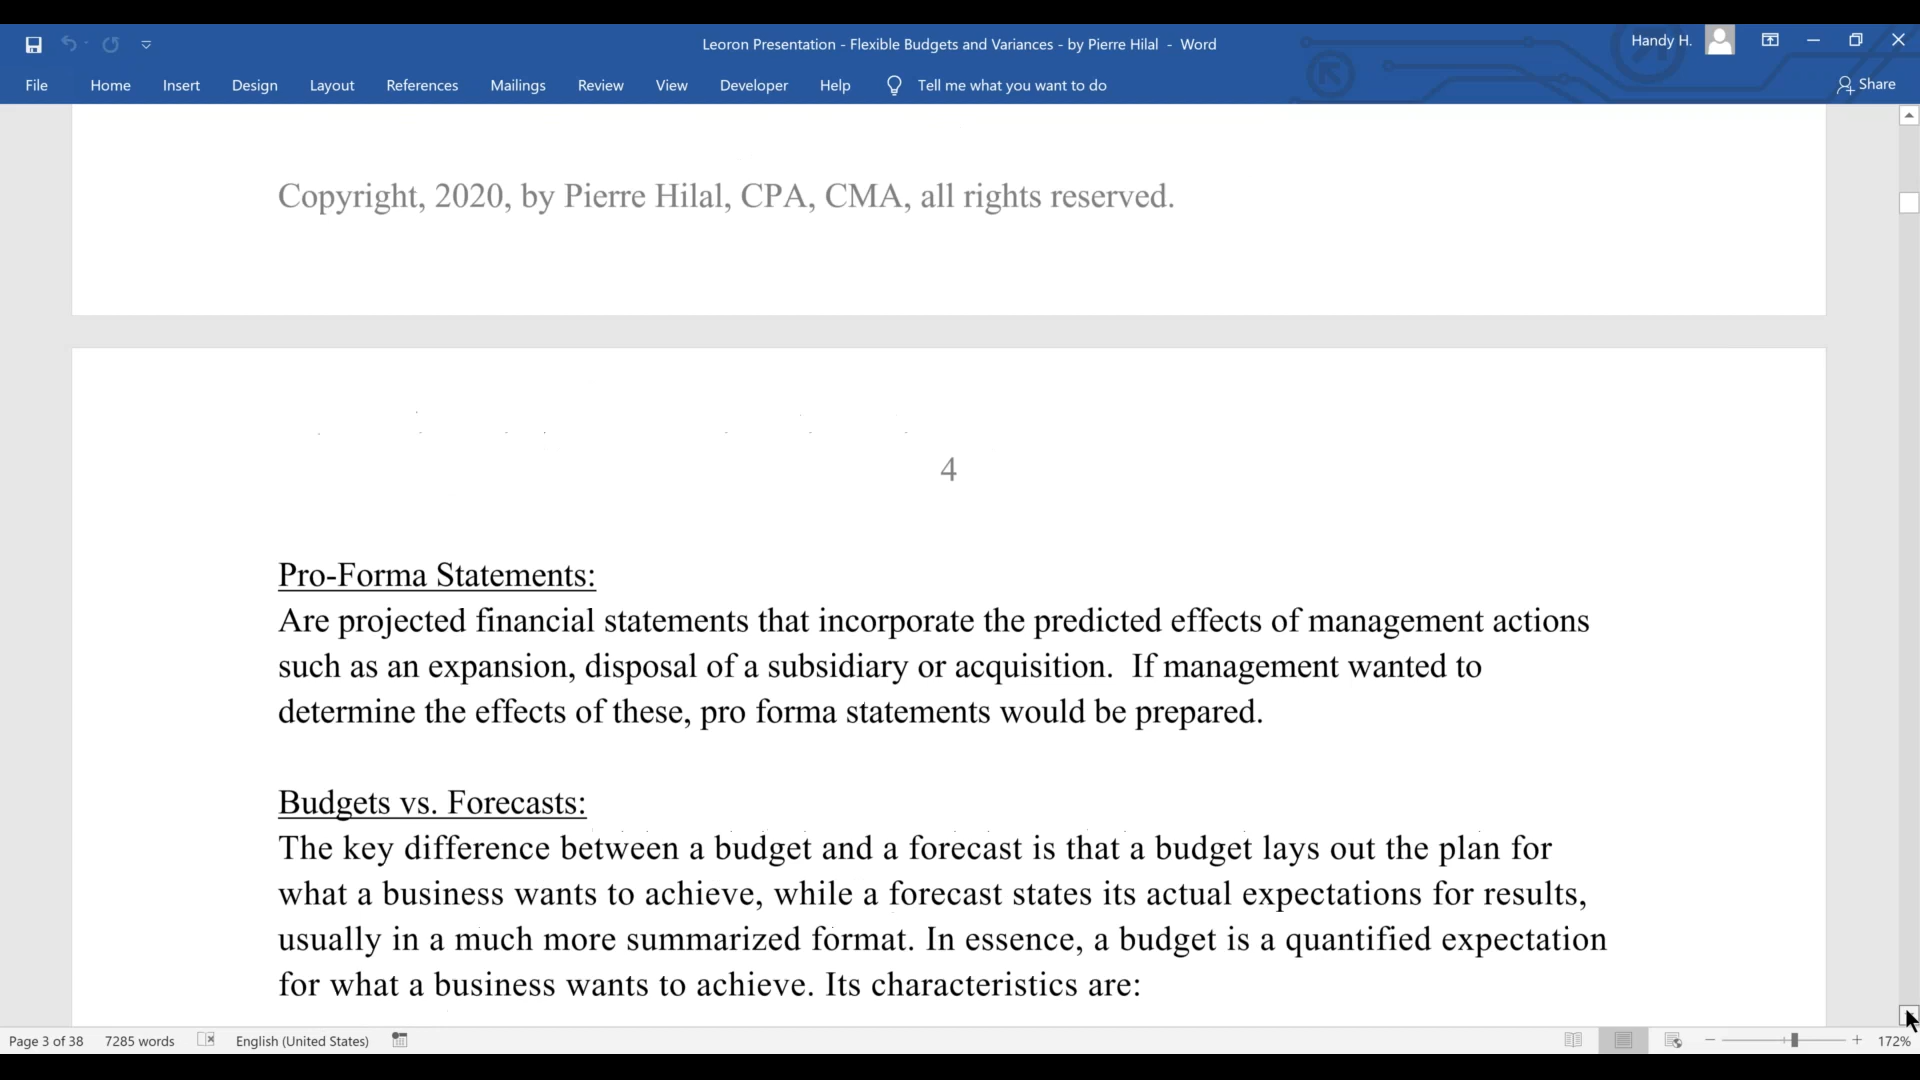 Leoron Presentation - Flexible Budgets and Variances - by Pierre Hilal - Word
Handy H.
File Home Insert Design Layout References Mailings Review View Developer Help Tell me what you want to do Share
Copyright, 2020, by Pierre Hilal, CPA, CMA, all rights reserved.
4
Pro-Forma Statements:
Are projected financial statements that incorporate the predicted effects of management actions
such as an expansion, disposal of a subsidiary or acquisition.  If management wanted to
determine the effects of these, pro forma statements would be prepared.
Budgets vs. Forecasts:
The key difference between a budget and a forecast is that a budget lays out the plan for
what a business wants to achieve, while a forecast states its actual expectations for results,
usually in a much more summarized format. In essence, a budget is a quantified expectation
for what a business wants to achieve. Its characteristics are:
Page 3 of 38 7285 words English (United States) 172%